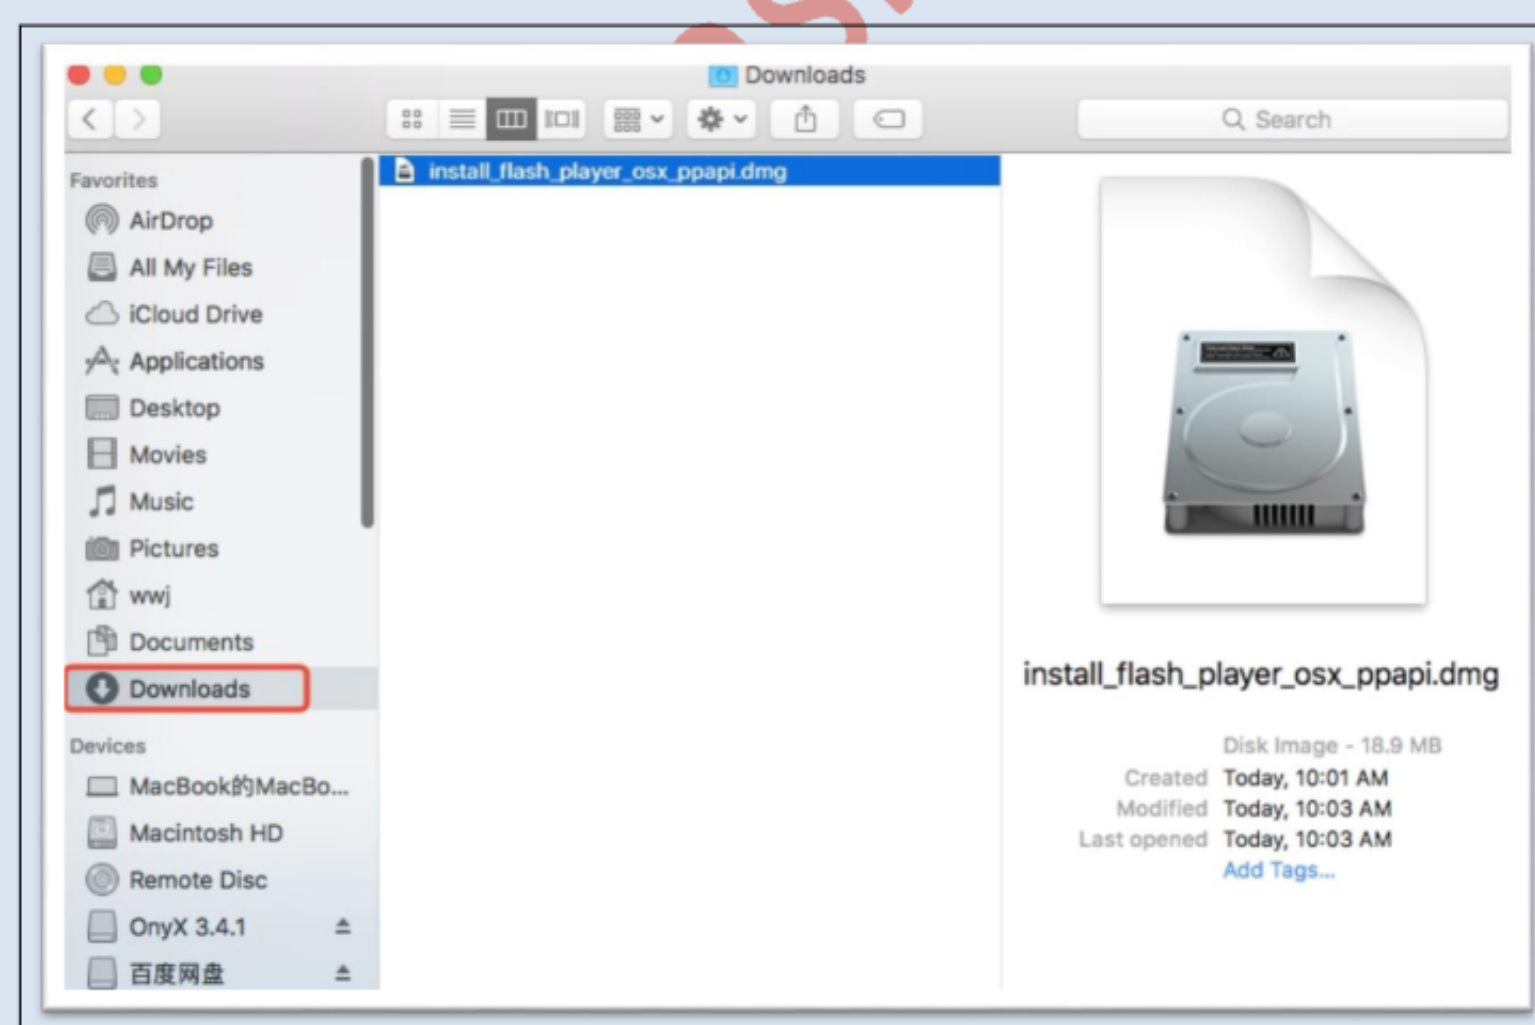 Downloads
Search
Favorites
AirDrop
All My Files
iCloud Drive
Applications
Desktop
Movies
Music
Pictures
wwj
Documents
Downloads
Devices
MacBook的MacBo...
Macintosh HD
Remote Disc
OnyX 3.4.1
百度网盘
install_flash_player_osx_ppapi.dmg
install_flash_player_osx_ppapi.dmg
Disk Image - 18.9 MB
Created Today, 10:01 AM
Modified Today, 10:03 AM
Last opened Today, 10:03 AM
Add Tags...